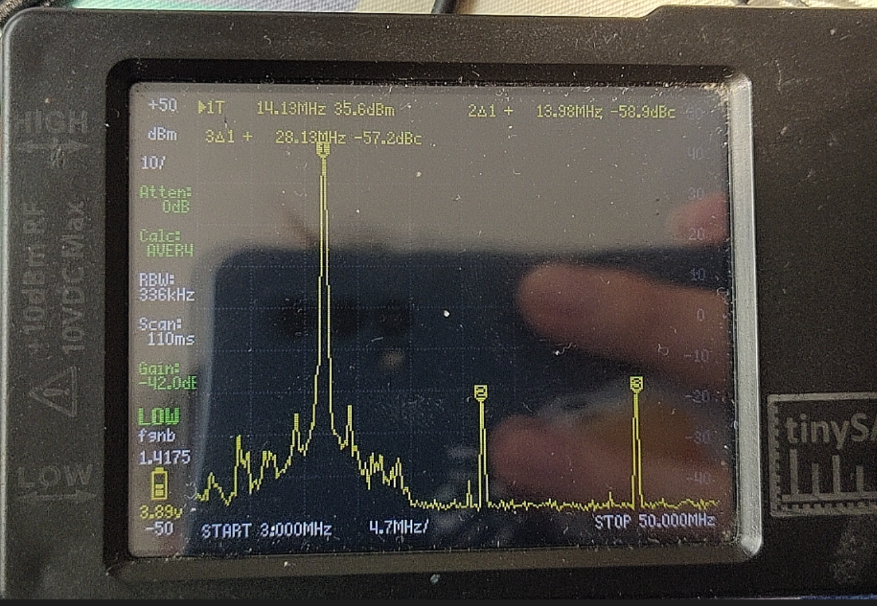 +50 ▶1T 14.13MHz 35.6dBm 2Δ1 + 13.98MHz -58.9dBc
dBm 3Δ1 + 28.13MHz -57.2dBc
10/
Atten:
0dB
Calc:
AVER4
RBW:
336kHz
Scan:
110ms
Gain:
-42.0dB
LOW
fgnb
1.4175
3.89v
-50 START 3.000MHz 4.7MHz/ STOP 50.000MHz
1
2
3
40
30
20
10
0
-10
-20
-30
-40
HIGH
+10dBm RF
10VDC Max
LOW
tinySA